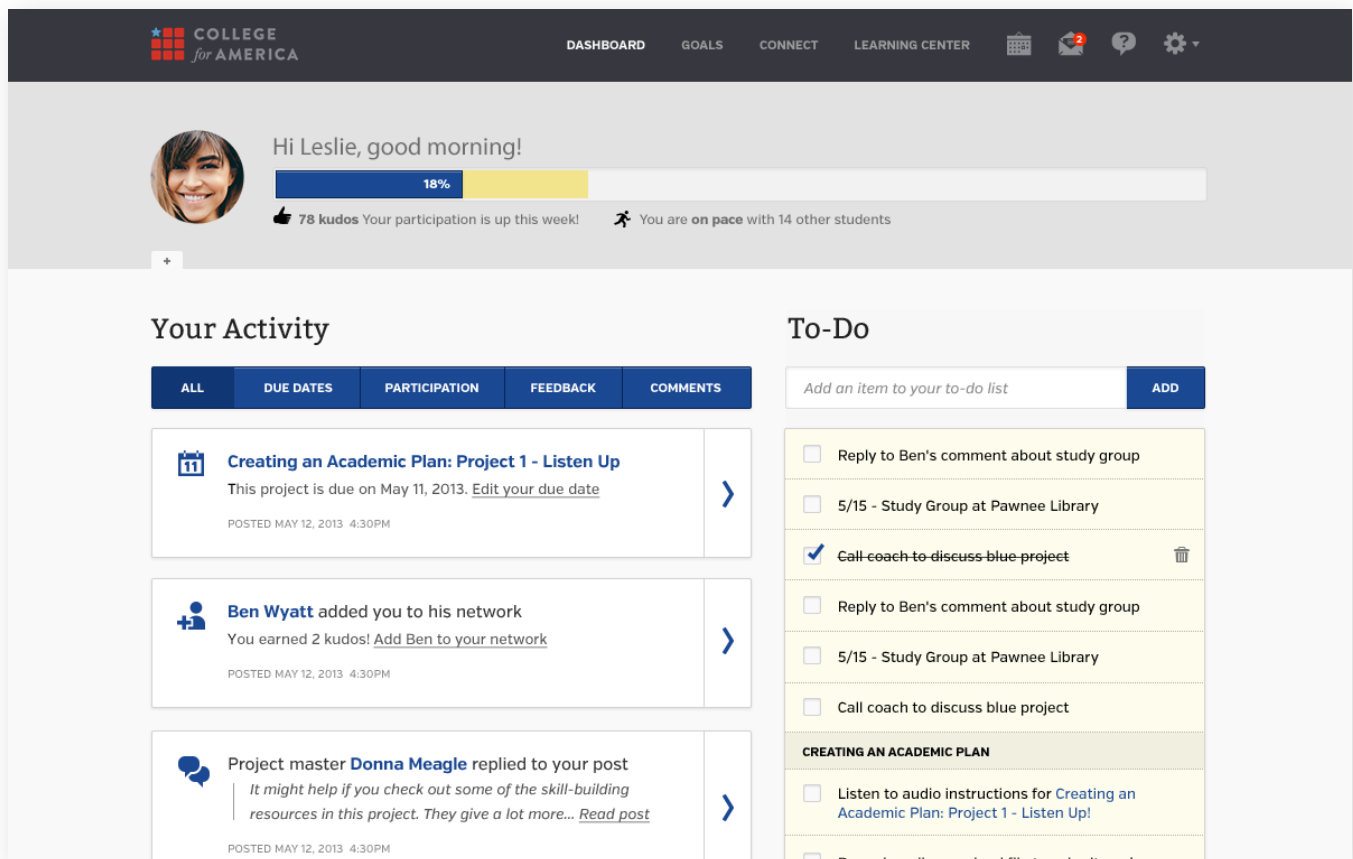 COLLEGE
for AMERICA
DASHBOARD GOALS CONNECT LEARNING CENTER 2 ?
Hi Leslie, good morning!
18%
78 kudos Your participation is up this week! You are on pace with 14 other students
+
Your Activity
ALL DUE DATES PARTICIPATION FEEDBACK COMMENTS
11
Creating an Academic Plan: Project 1 - Listen Up
This project is due on May 11, 2013. Edit your due date
POSTED MAY 12, 2013 4:30PM
Ben Wyatt added you to his network
You earned 2 kudos! Add Ben to your network
POSTED MAY 12, 2013 4:30PM
Project master Donna Meagle replied to your post
It might help if you check out some of the skill-building
resources in this project. They give a lot more... Read post
POSTED MAY 12, 2013 4:30PM
To-Do
Add an item to your to-do list ADD
Reply to Ben's comment about study group
5/15 - Study Group at Pawnee Library
Call coach to discuss blue project
Reply to Ben's comment about study group
5/15 - Study Group at Pawnee Library
Call coach to discuss blue project
CREATING AN ACADEMIC PLAN
Listen to audio instructions for Creating an
Academic Plan: Project 1 - Listen Up!